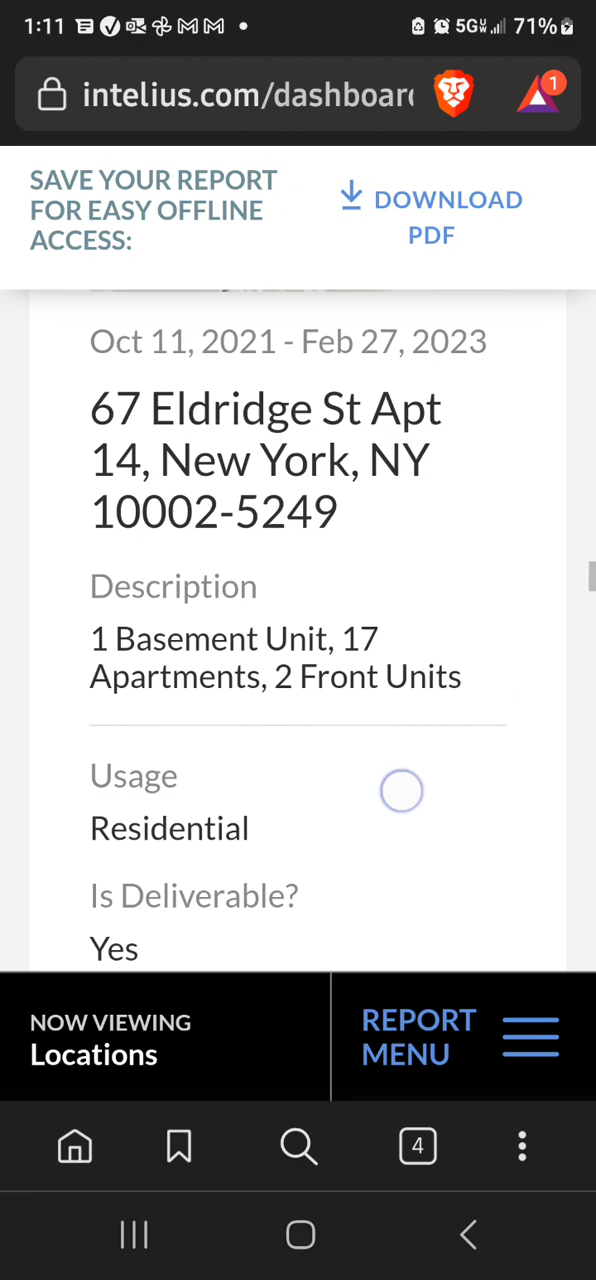 1:11 5G 71%
intelius.com/dashboard 1
SAVE YOUR REPORT
FOR EASY OFFLINE
ACCESS:
DOWNLOAD
PDF
Oct 11, 2021 - Feb 27, 2023
67 Eldridge St Apt
14, New York, NY
10002-5249
Description
1 Basement Unit, 17
Apartments, 2 Front Units
Usage
Residential
Is Deliverable?
Yes
NOW VIEWING
Locations
REPORT
MENU
4